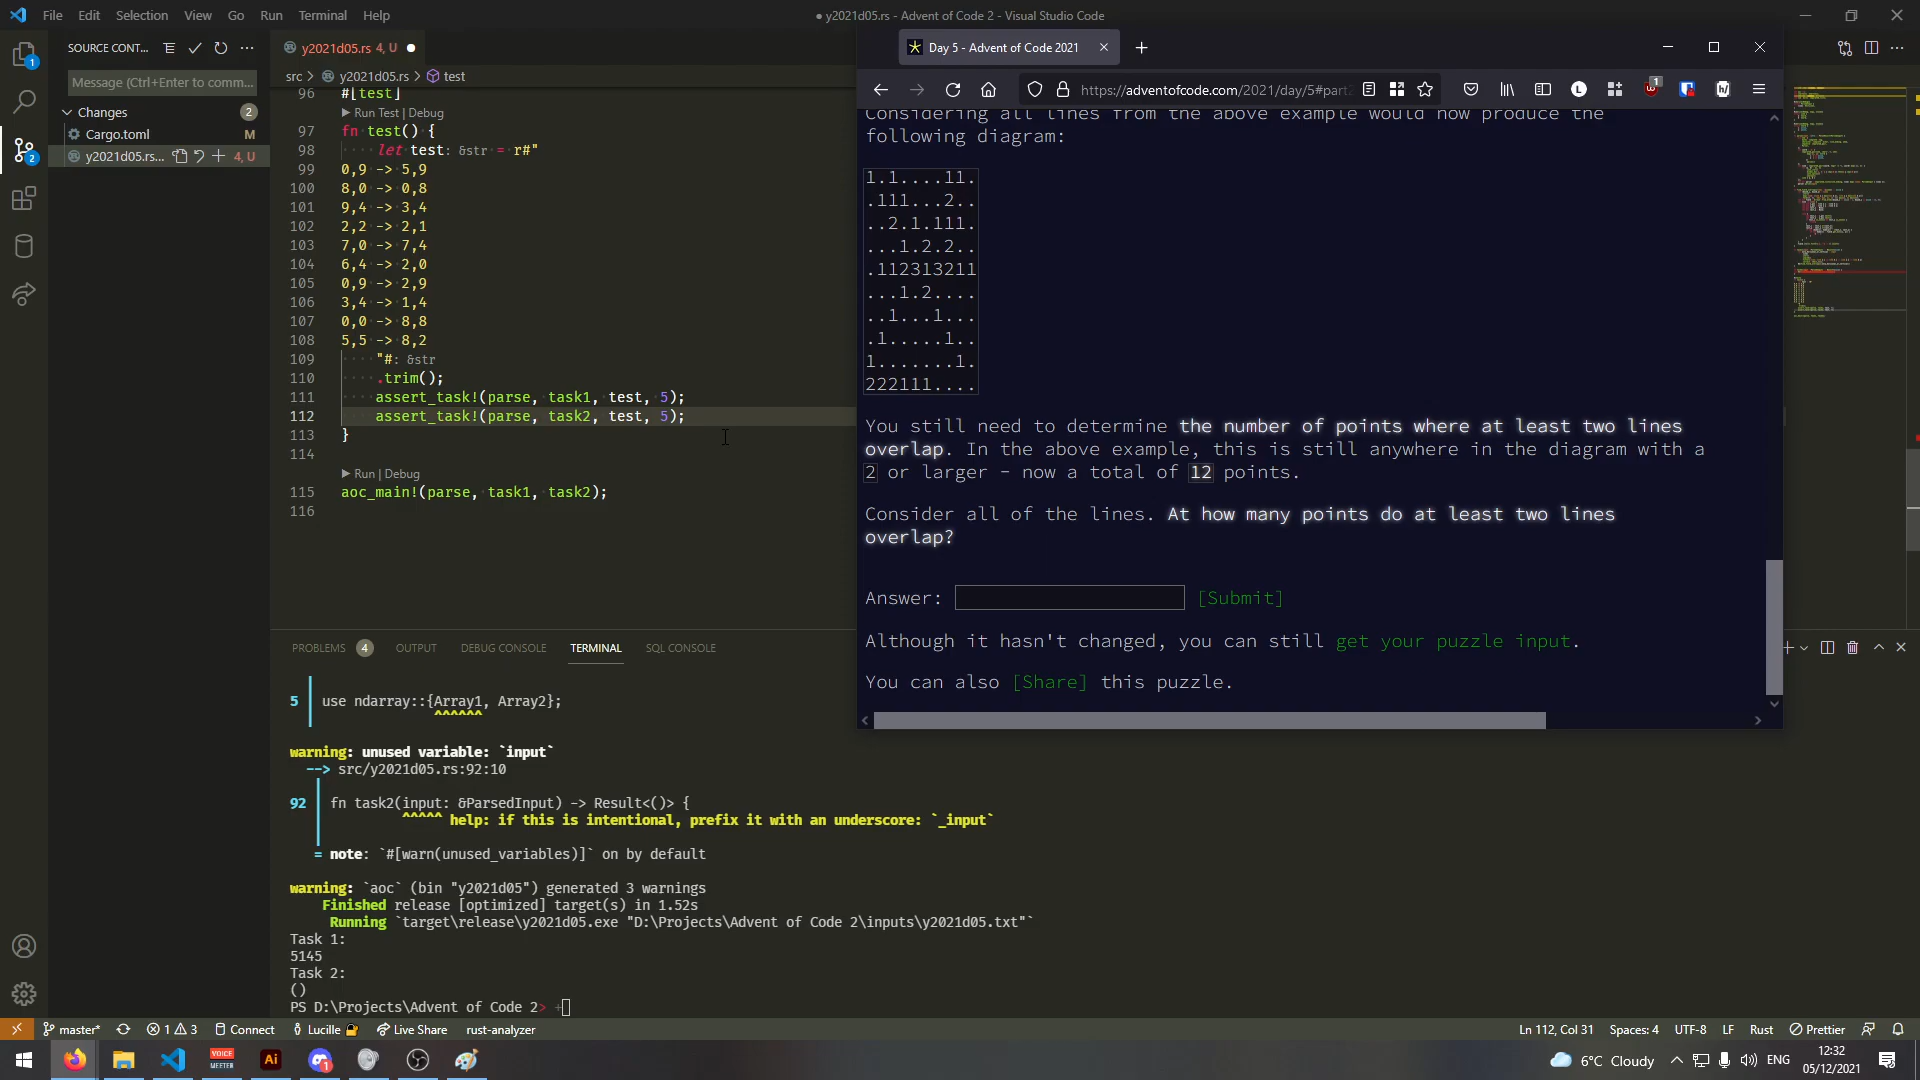 File Edit Selection View Go Run Terminal Help
● y2021d05.rs - Advent of Code 2 - Visual Studio Code
SOURCE CONT...
Message (Ctrl+Enter to comm...
Changes 2
Cargo.toml M
y2021d05.rs... 4, U
1
2
y2021d05.rs 4, U ●
src > y2021d05.rs > test
96 #[test]
▶ Run Test | Debug
97 fn test() {
98 let test: &str = r#"
99 0,9 -> 5,9
100 8,0 -> 0,8
101 9,4 -> 3,4
102 2,2 -> 2,1
103 7,0 -> 7,4
104 6,4 -> 2,0
105 0,9 -> 2,9
106 3,4 -> 1,4
107 0,0 -> 8,8
108 5,5 -> 8,2
109 "#: &str
110 .trim();
111 assert_task!(parse, task1, test, 5);
112 assert_task!(parse, task2, test, 5);
113 }
114
▶ Run | Debug
115 aoc_main!(parse, task1, task2);
116
Day 5 - Advent of Code 2021
https://adventofcode.com/2021/day/5#part
Considering all lines from the above example would now produce the
following diagram:
1.1....11.
.111...2..
..2.1.111.
...1.2.2..
.112313211
...1.2....
..1...1...
.1.....1..
1.......1.
222111....
You still need to determine the number of points where at least two lines
overlap. In the above example, this is still anywhere in the diagram with a
2 or larger - now a total of 12 points.
Consider all of the lines. At how many points do at least two lines
overlap?
Answer: [Submit]
Although it hasn't changed, you can still get your puzzle input.
You can also [Share] this puzzle.
PROBLEMS 4 OUTPUT DEBUG CONSOLE TERMINAL SQL CONSOLE
5 | use ndarray::{Array1, Array2};
^^^^^^
warning: unused variable: `input`
--> src/y2021d05.rs:92:10
92 | fn task2(input: &ParsedInput) -> Result<()> {
^^^^^ help: if this is intentional, prefix it with an underscore: `_input`
= note: `#[warn(unused_variables)]` on by default
warning: `aoc` (bin "y2021d05") generated 3 warnings
Finished release [optimized] target(s) in 1.52s
Running `target\release\y2021d05.exe "D:\Projects\Advent of Code 2\inputs\y2021d05.txt"`
Task 1:
5145
Task 2:
()
PS D:\Projects\Advent of Code 2> +
master* 1 3 Connect Lucille Live Share rust-analyzer
Ln 112, Col 31 Spaces: 4 UTF-8 LF Rust Prettier
VOICE MEETER Ai 1
6°C Cloudy ENG 12:32
05/12/2021